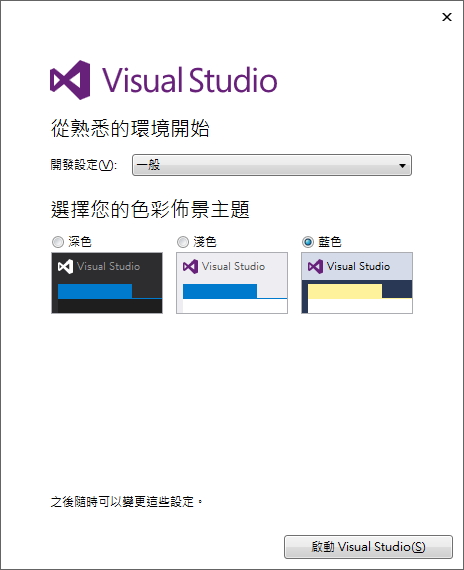 Visual Studio
從熟悉的環境開始
開發設定(V): 一般
選擇您的色彩佈景主題
深色 淺色 藍色
Visual Studio Visual Studio Visual Studio
之後隨時可以變更這些設定。
啟動 Visual Studio(S)